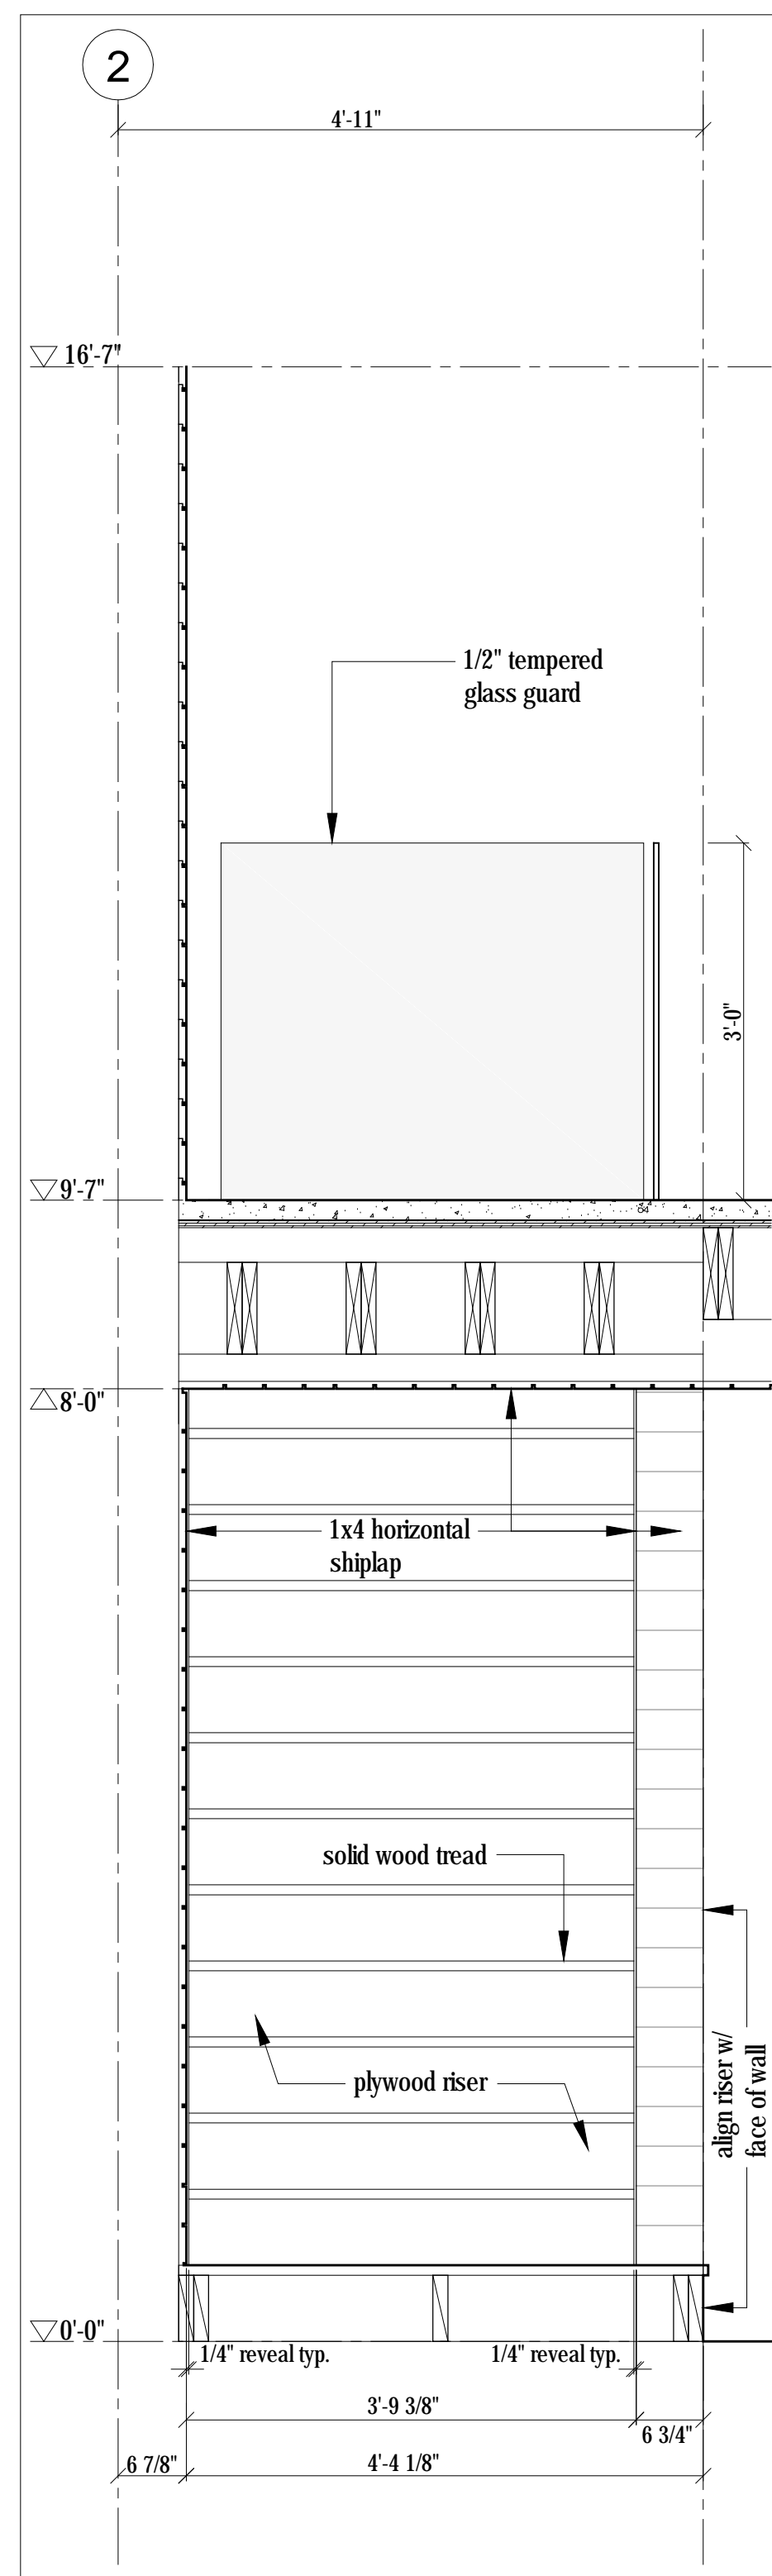 2
4'-11"
16'-7"
1/2" tempered
glass guard
3'-0"
9'-7"
8'-0"
1x4 horizontal
shiplap
solid wood tread
plywood riser
align riser w/
face of wall
0'-0"
1/4" reveal typ.
1/4" reveal typ.
3'-9 3/8"
6 3/4"
6 7/8"
4'-4 1/8"